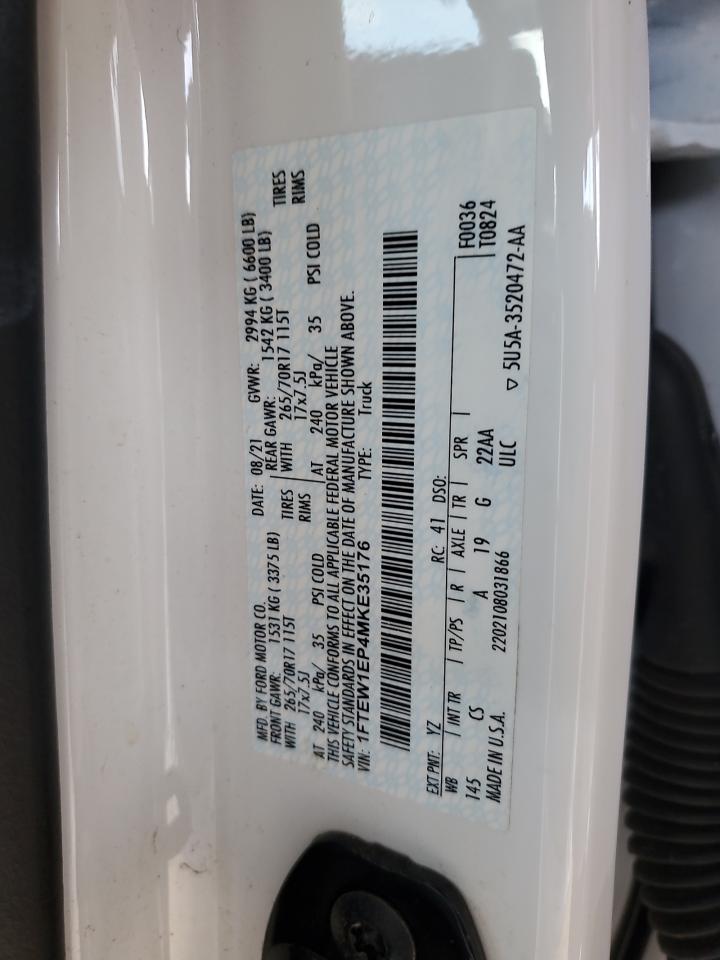 MFD. BY FORD MOTOR CO. DATE: 08/21 GVWR: 2994 KG ( 6600 LB)
FRONT GAWR: 1531 KG ( 3375 LB) REAR GAWR: 1542 KG ( 3400 LB)
WITH 265/70R17 115T TIRES WITH 265/70R17 115T TIRES
17x7.5J RIMS 17x7.5J RIMS
AT 240 kPa/ 35 PSI COLD AT 240 kPa/ 35 PSI COLD
THIS VEHICLE CONFORMS TO ALL APPLICABLE FEDERAL MOTOR VEHICLE
SAFETY STANDARDS IN EFFECT ON THE DATE OF MANUFACTURE SHOWN ABOVE.
VIN: 1FTEW1EP4MKE35176 TYPE: Truck
EXT PNT: YZ RC: 41 DSO: F0036
WB INT TR TP/PS R AXLE TR SPR T0824
145 CS A 19 G 22AA
MADE IN U.S.A. 2202108031866 ULC ▽ 5U5A-3520472-AA